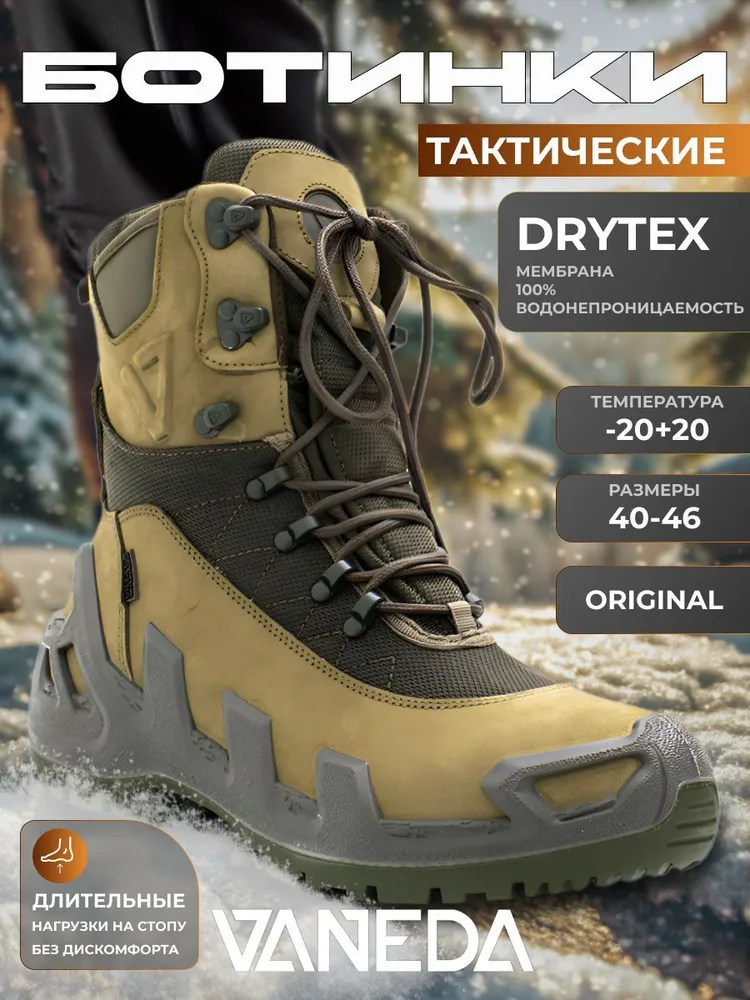 БОТИНКИ
ТАКТИЧЕСКИЕ
DRYTEX
МЕМБРАНА
100%
ВОДОНЕПРОНИЦАЕМОСТЬ
ТЕМПЕРАТУРА
-20+20
РАЗМЕРЫ
40-46
ORIGINAL
ДЛИТЕЛЬНЫЕ
НАГРУЗКИ НА СТОПУ
БЕЗ ДИСКОМФОРТА
VANEDA